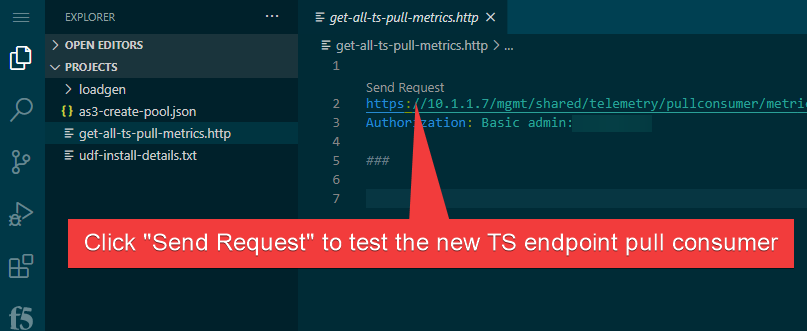 EXPLORER
OPEN EDITORS
PROJECTS
loadgen
{} as3-create-pool.json
get-all-ts-pull-metrics.http
udf-install-details.txt
f5
get-all-ts-pull-metrics.http
get-all-ts-pull-metrics.http > ...
1
Send Request
2 https://10.1.1.7/mgmt/shared/telemetry/pullconsumer/metric
3 Authorization: Basic admin:
4
5 ###
6
7
Click "Send Request" to test the new TS endpoint pull consumer